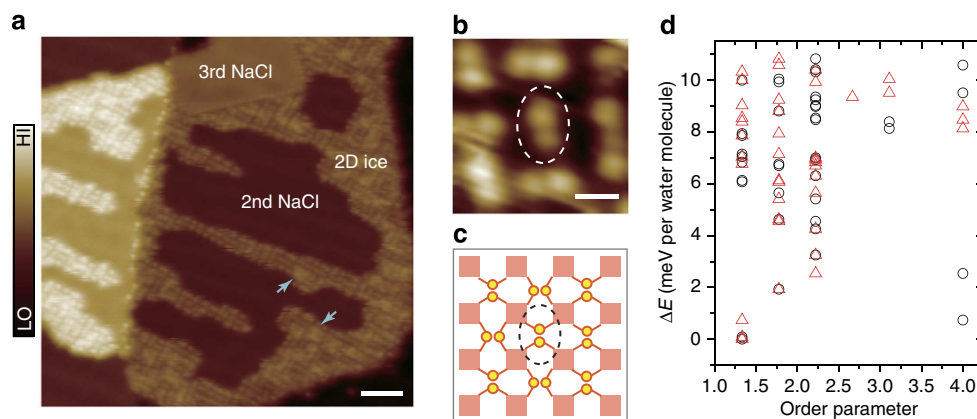 a
HI
LO
3rd NaCl
2D ice
2nd NaCl
b
c
d
ΔE (meV per water molecule)
10
8
6
4
2
0
1.0 1.5 2.0 2.5 3.0 3.5 4.0
Order parameter